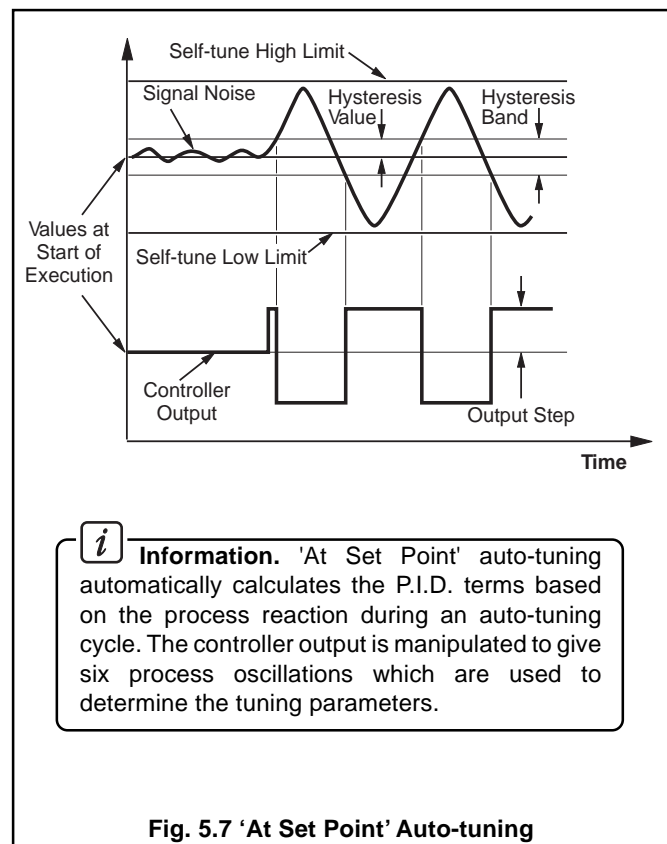 Self-tune High Limit
Signal Noise
Hysteresis
Value
Hysteresis
Band
Values at
Start of
Execution
Self-tune Low Limit
Controller
Output
Output Step
Time
i Information. 'At Set Point' auto-tuning
automatically calculates the P.I.D. terms based
on the process reaction during an auto-tuning
cycle. The controller output is manipulated to give
six process oscillations which are used to
determine the tuning parameters.
Fig. 5.7 ‘At Set Point’ Auto-tuning